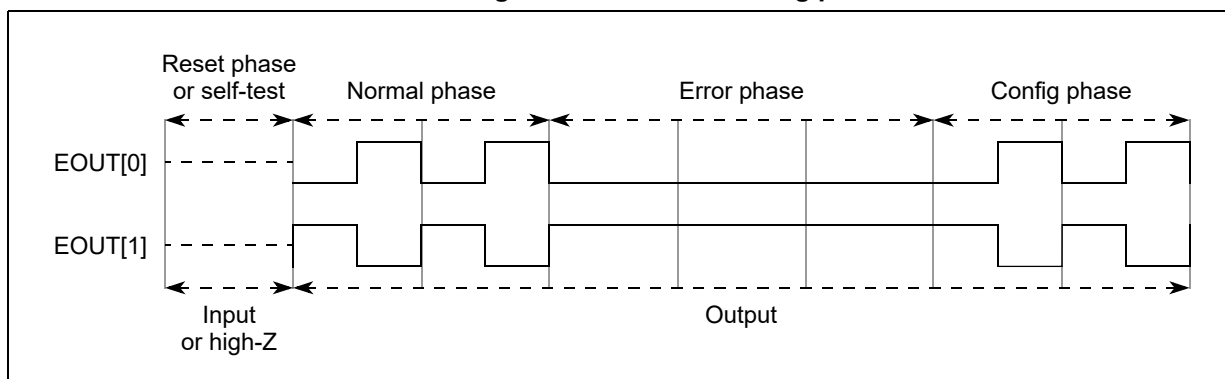 Reset phase
or self-test
Normal phase
Error phase
Config phase
EOUT[0]
EOUT[1]
Input
or high-Z
Output